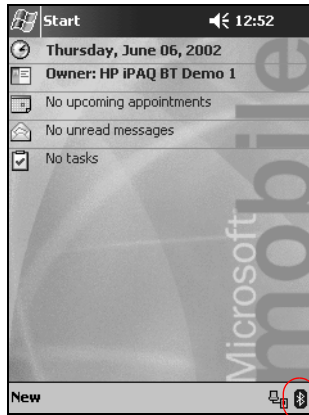 Start 12:52
Thursday, June 06, 2002
Owner: HP iPAQ BT Demo 1
No upcoming appointments
No unread messages
No tasks
Microsoft
mobile
New